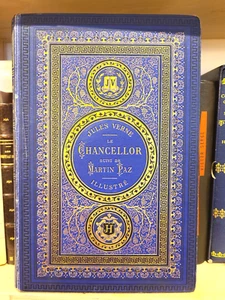 JULES VERNE
LE
CHANCELLOR
SUIVI DE
MARTIN PAZ
ILLUSTRÉ
H